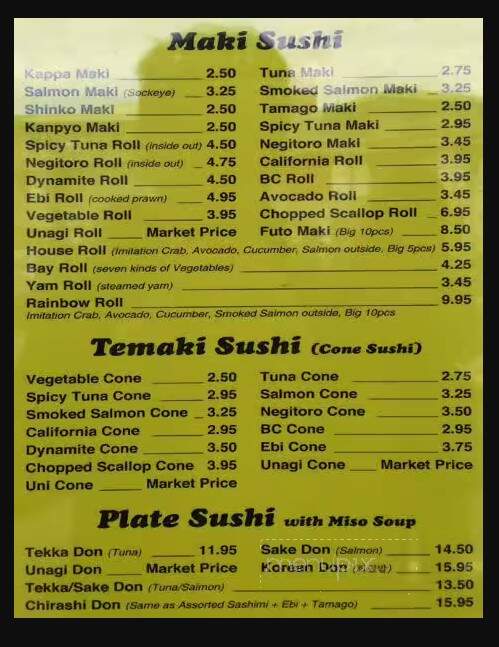 Maki Sushi
Kappa Maki 2.50
Tuna Maki 2.75
Salmon Maki (Sockeye) 3.25
Smoked Salmon Maki 3.25
Shinko Maki 2.50
Tamago Maki 2.50
Kanpyo Maki 2.50
Spicy Tuna Maki 2.95
Spicy Tuna Roll (inside out) 4.50
Negitoro Maki 3.45
Negitoro Roll (inside out) 4.75
California Roll 3.95
Dynamite Roll 4.50
BC Roll 3.95
Ebi Roll (cooked prawn) 4.95
Avocado Roll 3.45
Vegetable Roll 3.95
Chopped Scallop Roll 6.95
Unagi Roll Market Price
Futo Maki (Big 10pcs) 8.50
House Roll (Imitation Crab, Avocado, Cucumber, Salmon outside, Big 5pcs) 5.95
Bay Roll (seven kinds of Vegetables) 4.25
Yam Roll (steamed yam) 3.45
Rainbow Roll 9.95
Imitation Crab, Avocado, Cucumber, Smoked Salmon outside, Big 10pcs
Temaki Sushi (Cone Sushi)
Vegetable Cone 2.50
Tuna Cone 2.75
Spicy Tuna Cone 2.95
Salmon Cone 3.25
Smoked Salmon Cone 3.25
Negitoro Cone 3.50
California Cone 2.95
BC Cone 2.95
Dynamite Cone 3.50
Ebi Cone 3.75
Chopped Scallop Cone 3.95
Unagi Cone Market Price
Uni Cone Market Price
Plate Sushi with Miso Soup
Tekka Don (Tuna) 11.95
Sake Don (Salmon) 14.50
Unagi Don Market Price
Korean Don 15.95
Tekka/Sake Don (Tuna/Salmon) 13.50
Chirashi Don (Same as Assorted Sashimi + Ebi + Tamago) 15.95
menupix